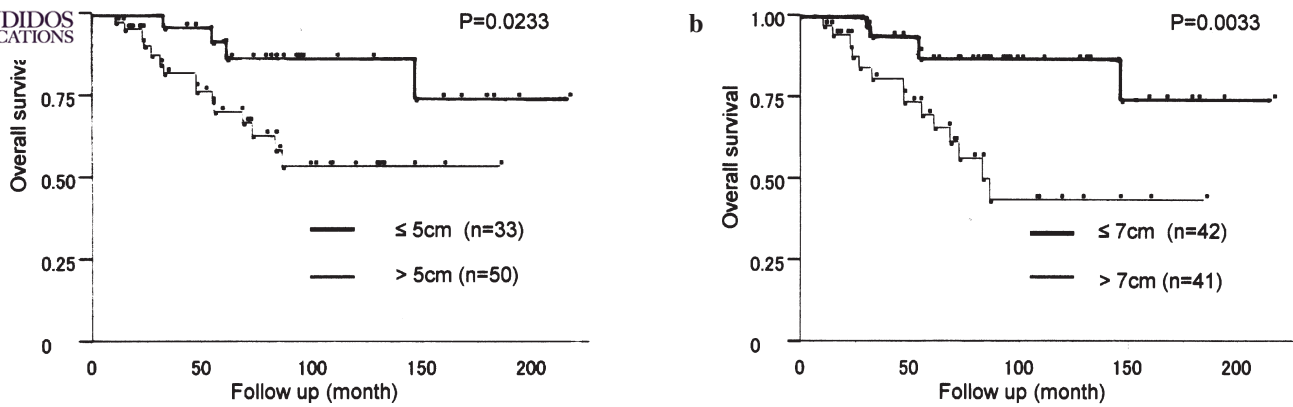 DIDOS
CATIONS
P=0.0233
Overall
0.75
0.50
0.25
0
≤ 5cm (n=33)
> 5cm (n=50)
0 50 100 150 200
Follow up (month)
b
1.00
P=0.0033
Overall survival
0.75
0.50
0.25
0
≤ 7cm (n=42)
> 7cm (n=41)
0 50 100 150 200
Follow up (month)